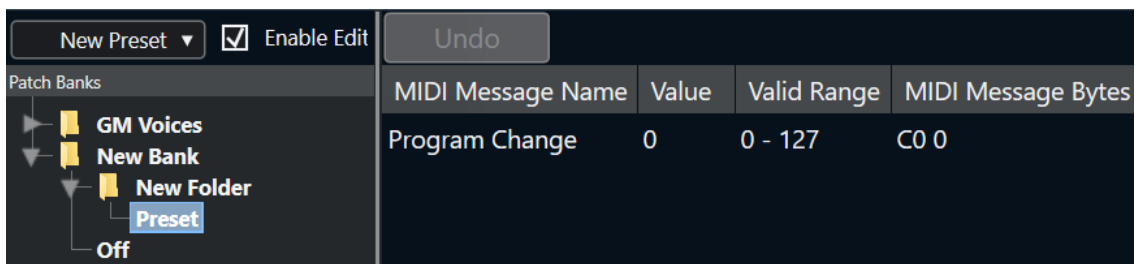 New Preset Enable Edit Undo
Patch Banks
MIDI Message Name Value Valid Range MIDI Message Bytes
GM Voices
Program Change 0 0 - 127 C0 0
New Bank
New Folder
Preset
Off